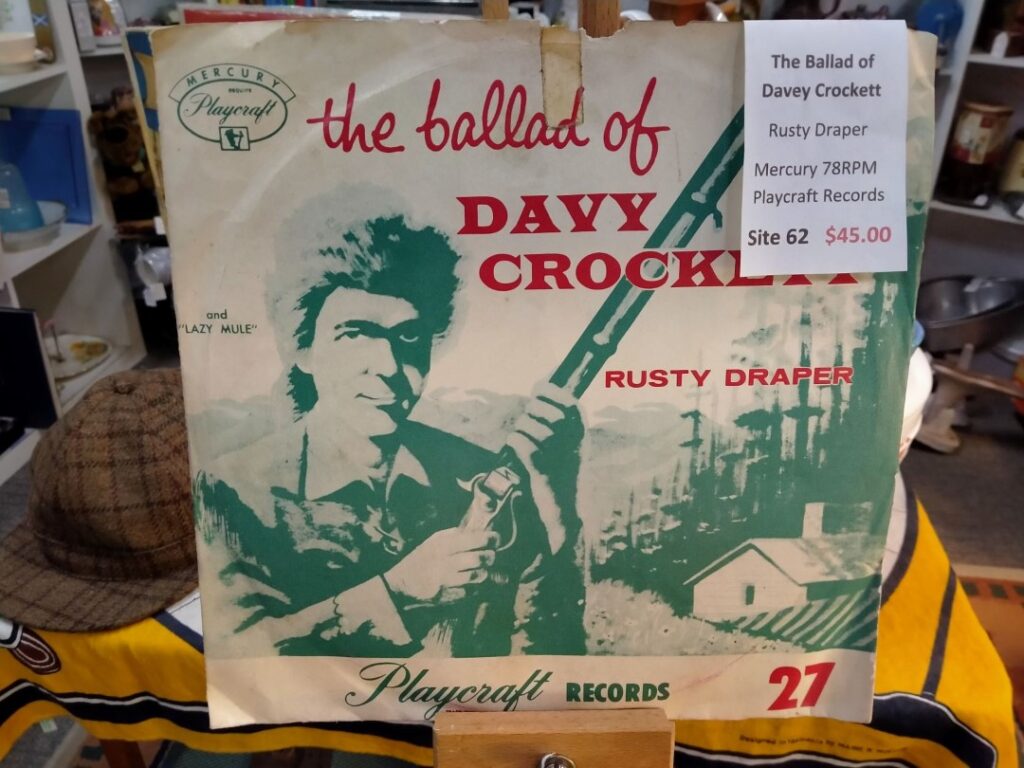 MERCURY
Playcraft
the ballad of
DAVY
CROCKETT
and
"LAZY MULE"
RUSTY DRAPER
Playcraft RECORDS
27
The Ballad of
Davey Crockett
Rusty Draper
Mercury 78RPM
Playcraft Records
Site 62 $45.00